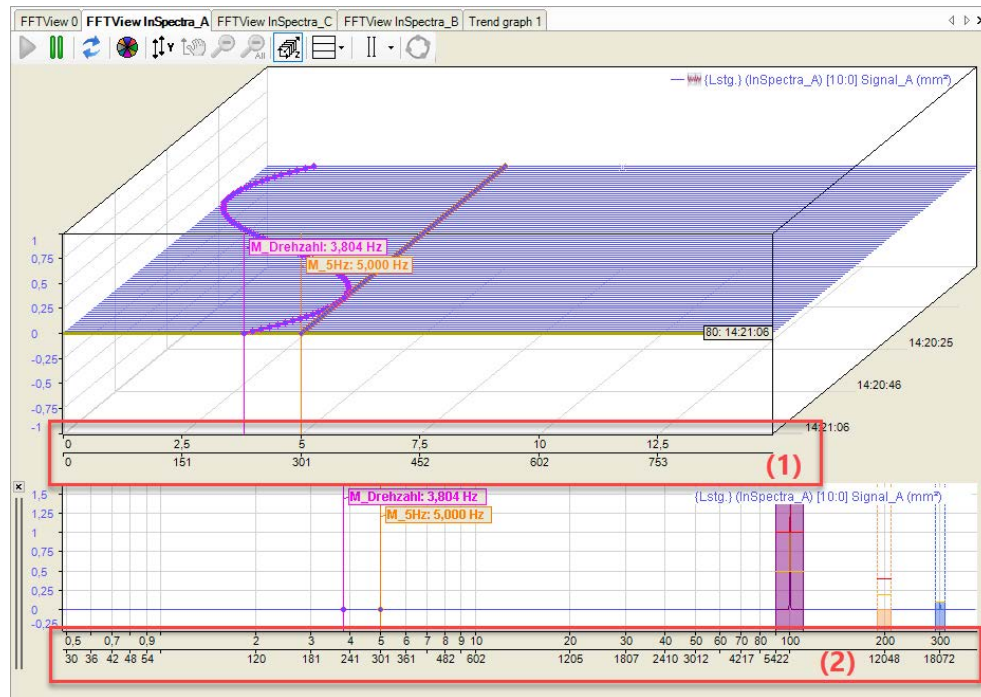 FFTView 0 FFTView InSpectra_A FFTView InSpectra_C FFTView InSpectra_B Trend graph 1
Y All Z
{Lstg.} (InSpectra_A) [10:0] Signal_A (mm²)
1
0,75
0,5
0,25
0
-0,25
-0,5
-0,75
-1
M_Drehzahl: 3,804 Hz
M_5Hz: 5,000 Hz
80: 14:21:06
14:20:25
14:20:46
14:21:06
0 2,5 5 7,5 10 12,5
0 151 301 452 602 753
(1)
1,5
1,25
1
0,75
0,5
0,25
0
-0,25
M_Drehzahl: 3,804 Hz
M_5Hz: 5,000 Hz
{Lstg.} (InSpectra_A) [10:0] Signal_A (mm²)
0,5 0,7 0,9 2 3 4 5 6 7 8 9 10 20 30 40 50 60 70 80 100 200 300
30 36 42 48 54 120 181 241 301 361 482 602 1205 1807 2410 3012 4217 5422 12048 18072
(2)